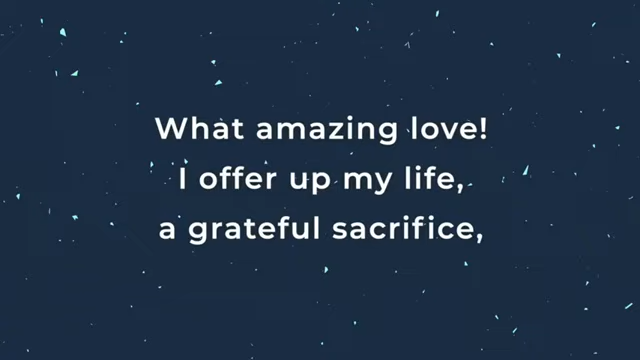 What amazing love!
I offer up my life,
a grateful sacrifice,